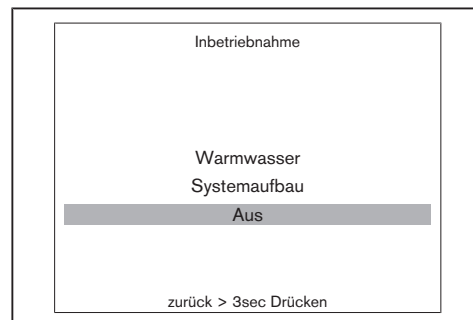 Inbetriebnahme
Warmwasser
Systemaufbau
Aus
zurück > 3sec Drücken